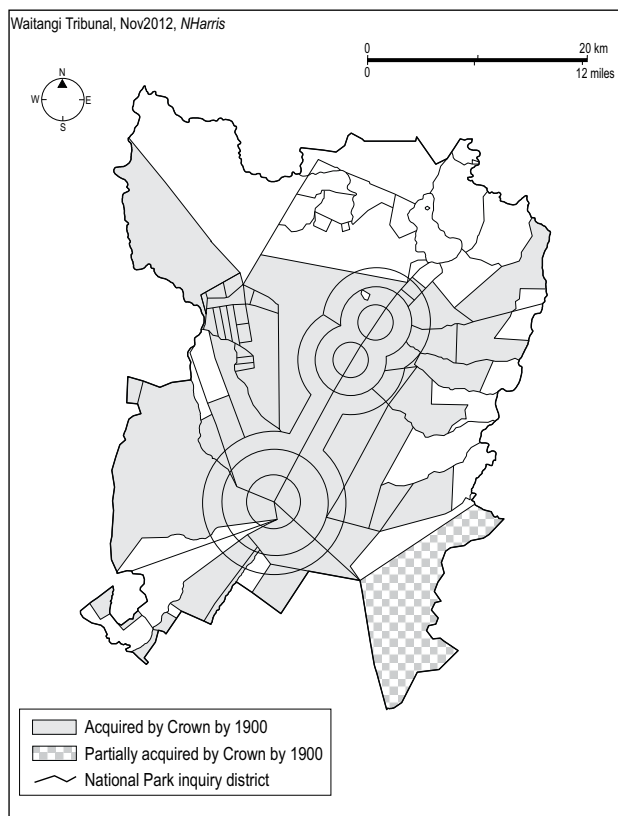 Waitangi Tribunal, Nov2012, NHarris
0 20 km
0 12 miles
N
W E
S
Acquired by Crown by 1900
Partially acquired by Crown by 1900
National Park inquiry district